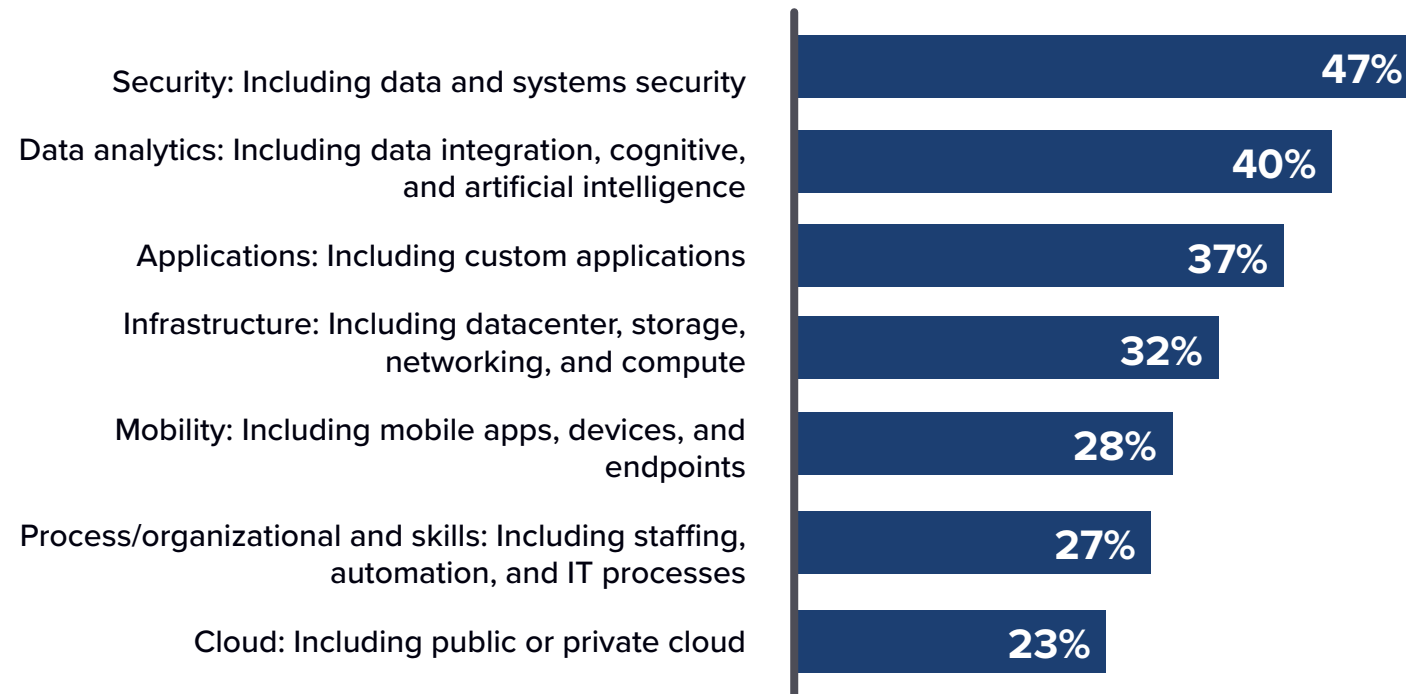 Security: Including data and systems security
47%
Data analytics: Including data integration, cognitive,
and artificial intelligence
40%
Applications: Including custom applications
37%
Infrastructure: Including datacenter, storage,
networking, and compute
32%
Mobility: Including mobile apps, devices, and
endpoints
28%
Process/organizational and skills: Including staffing,
automation, and IT processes
27%
Cloud: Including public or private cloud
23%